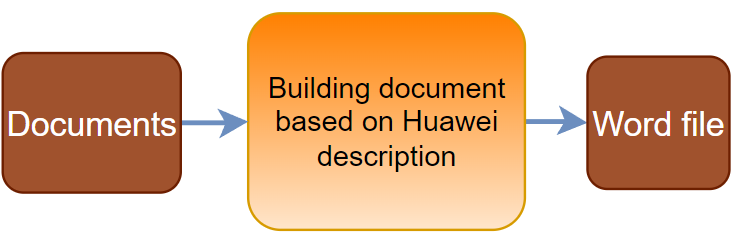 Documents
Building document
based on Huawei
description
Word file